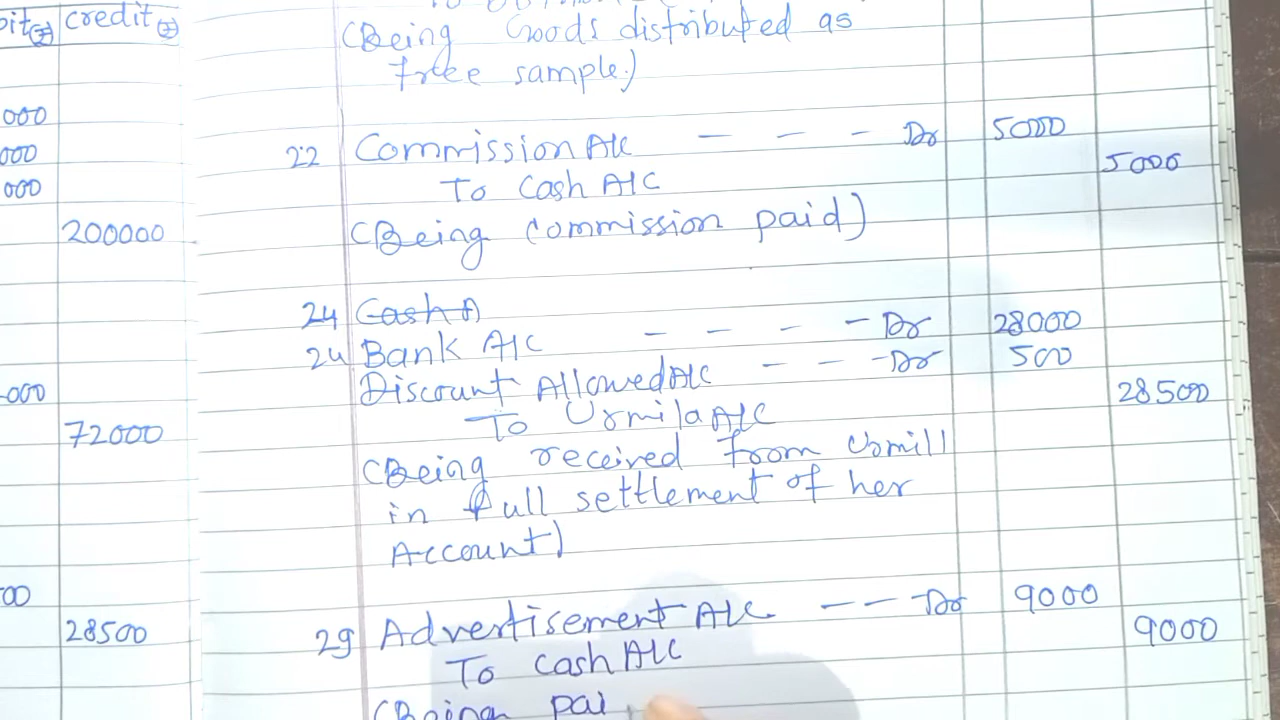 credit(₹)
000
000
000
200000
000
72000
00
28500
(Being Goods distributed as
free sample.)
22 Commission A/c - - - Dr 5000
To Cash A/C 5000
(Being Commission paid)
24 Cash A
24 Bank A/C - - - - Dr 28000
Discount Allowed A/c - - - Dr 500
To Urmila A/c 28500
(Being received from Urmill
in full settlement of her
Account)
29 Advertisement A/c - - - Dr 9000
To Cash A/c 9000
(Being pai